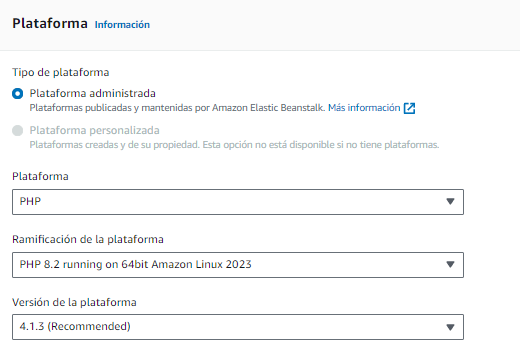 Plataforma Información
Tipo de plataforma
Plataforma administrada
Plataformas publicadas y mantenidas por Amazon Elastic Beanstalk. Más información
Plataforma personalizada
Plataformas creadas y de su propiedad. Esta opción no está disponible si no tiene plataformas.
Plataforma
PHP
Ramificación de la plataforma
PHP 8.2 running on 64bit Amazon Linux 2023
Versión de la plataforma
4.1.3 (Recommended)